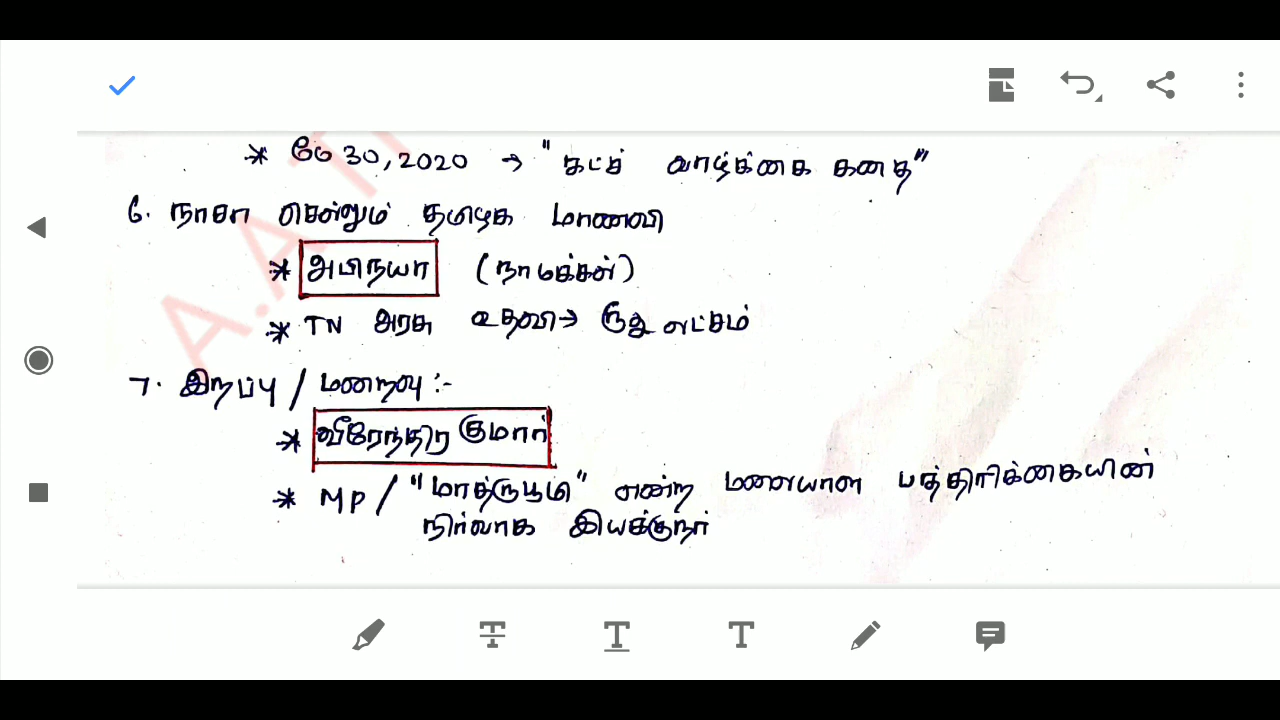 * மே 30, 2020 → " கடச் வாழ்க்கை கதை"
6. நாசா செல்லும் தமிழக மாணவி
* அபிநயா (நாமக்கல்)
* TN அரசு உதவி→ ரூ2 லட்சம்
7. இறப்பு / மறைவு :-
* வீரேந்திர குமார்
* MP / "மாத்ருபூமி" என்ற மலையாள பத்திரிக்கையின்
நிர்வாக இயக்குநர்
A.A
T T